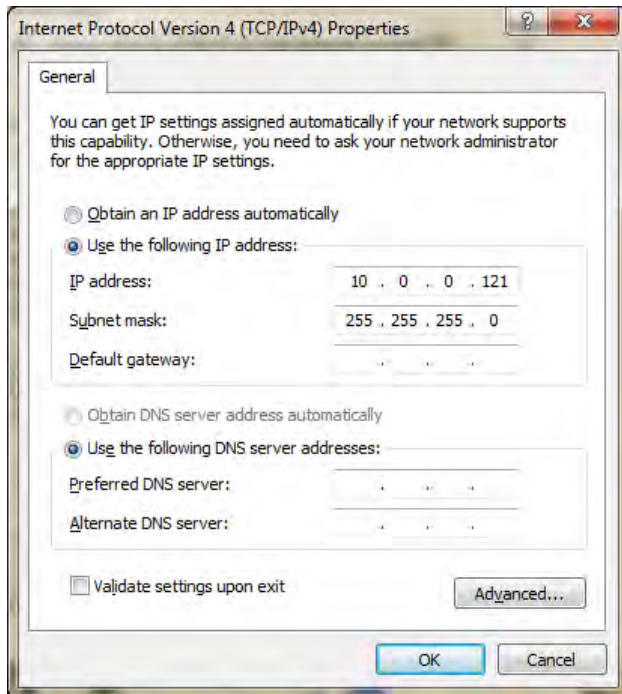 Internet Protocol Version 4 (TCP/IPv4) Properties
General
You can get IP settings assigned automatically if your network supports
this capability. Otherwise, you need to ask your network administrator
for the appropriate IP settings.
Obtain an IP address automatically
Use the following IP address:
IP address: 10 . 0 . 0 . 121
Subnet mask: 255 . 255 . 255 . 0
Default gateway: . . .
Obtain DNS server address automatically
Use the following DNS server addresses:
Preferred DNS server: . . .
Alternate DNS server: . . .
Validate settings upon exit
Advanced...
OK Cancel